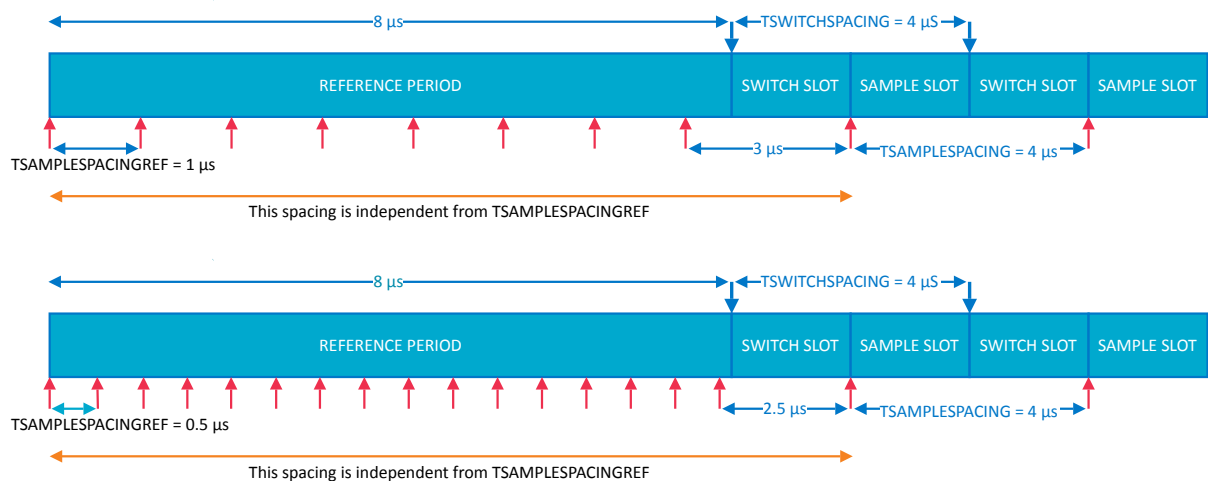 8 µs
TSWITCHSPACING = 4 µS
REFERENCE PERIOD
SWITCH SLOT
SAMPLE SLOT
SWITCH SLOT
SAMPLE SLOT
3 µs
TSAMPLESPACING = 4 µs
TSAMPLESPACINGREF = 1 µs
This spacing is independent from TSAMPLESPACINGREF
8 µs
TSWITCHSPACING = 4 µS
REFERENCE PERIOD
SWITCH SLOT
SAMPLE SLOT
SWITCH SLOT
SAMPLE SLOT
2.5 µs
TSAMPLESPACING = 4 µs
TSAMPLESPACINGREF = 0.5 µs
This spacing is independent from TSAMPLESPACINGREF